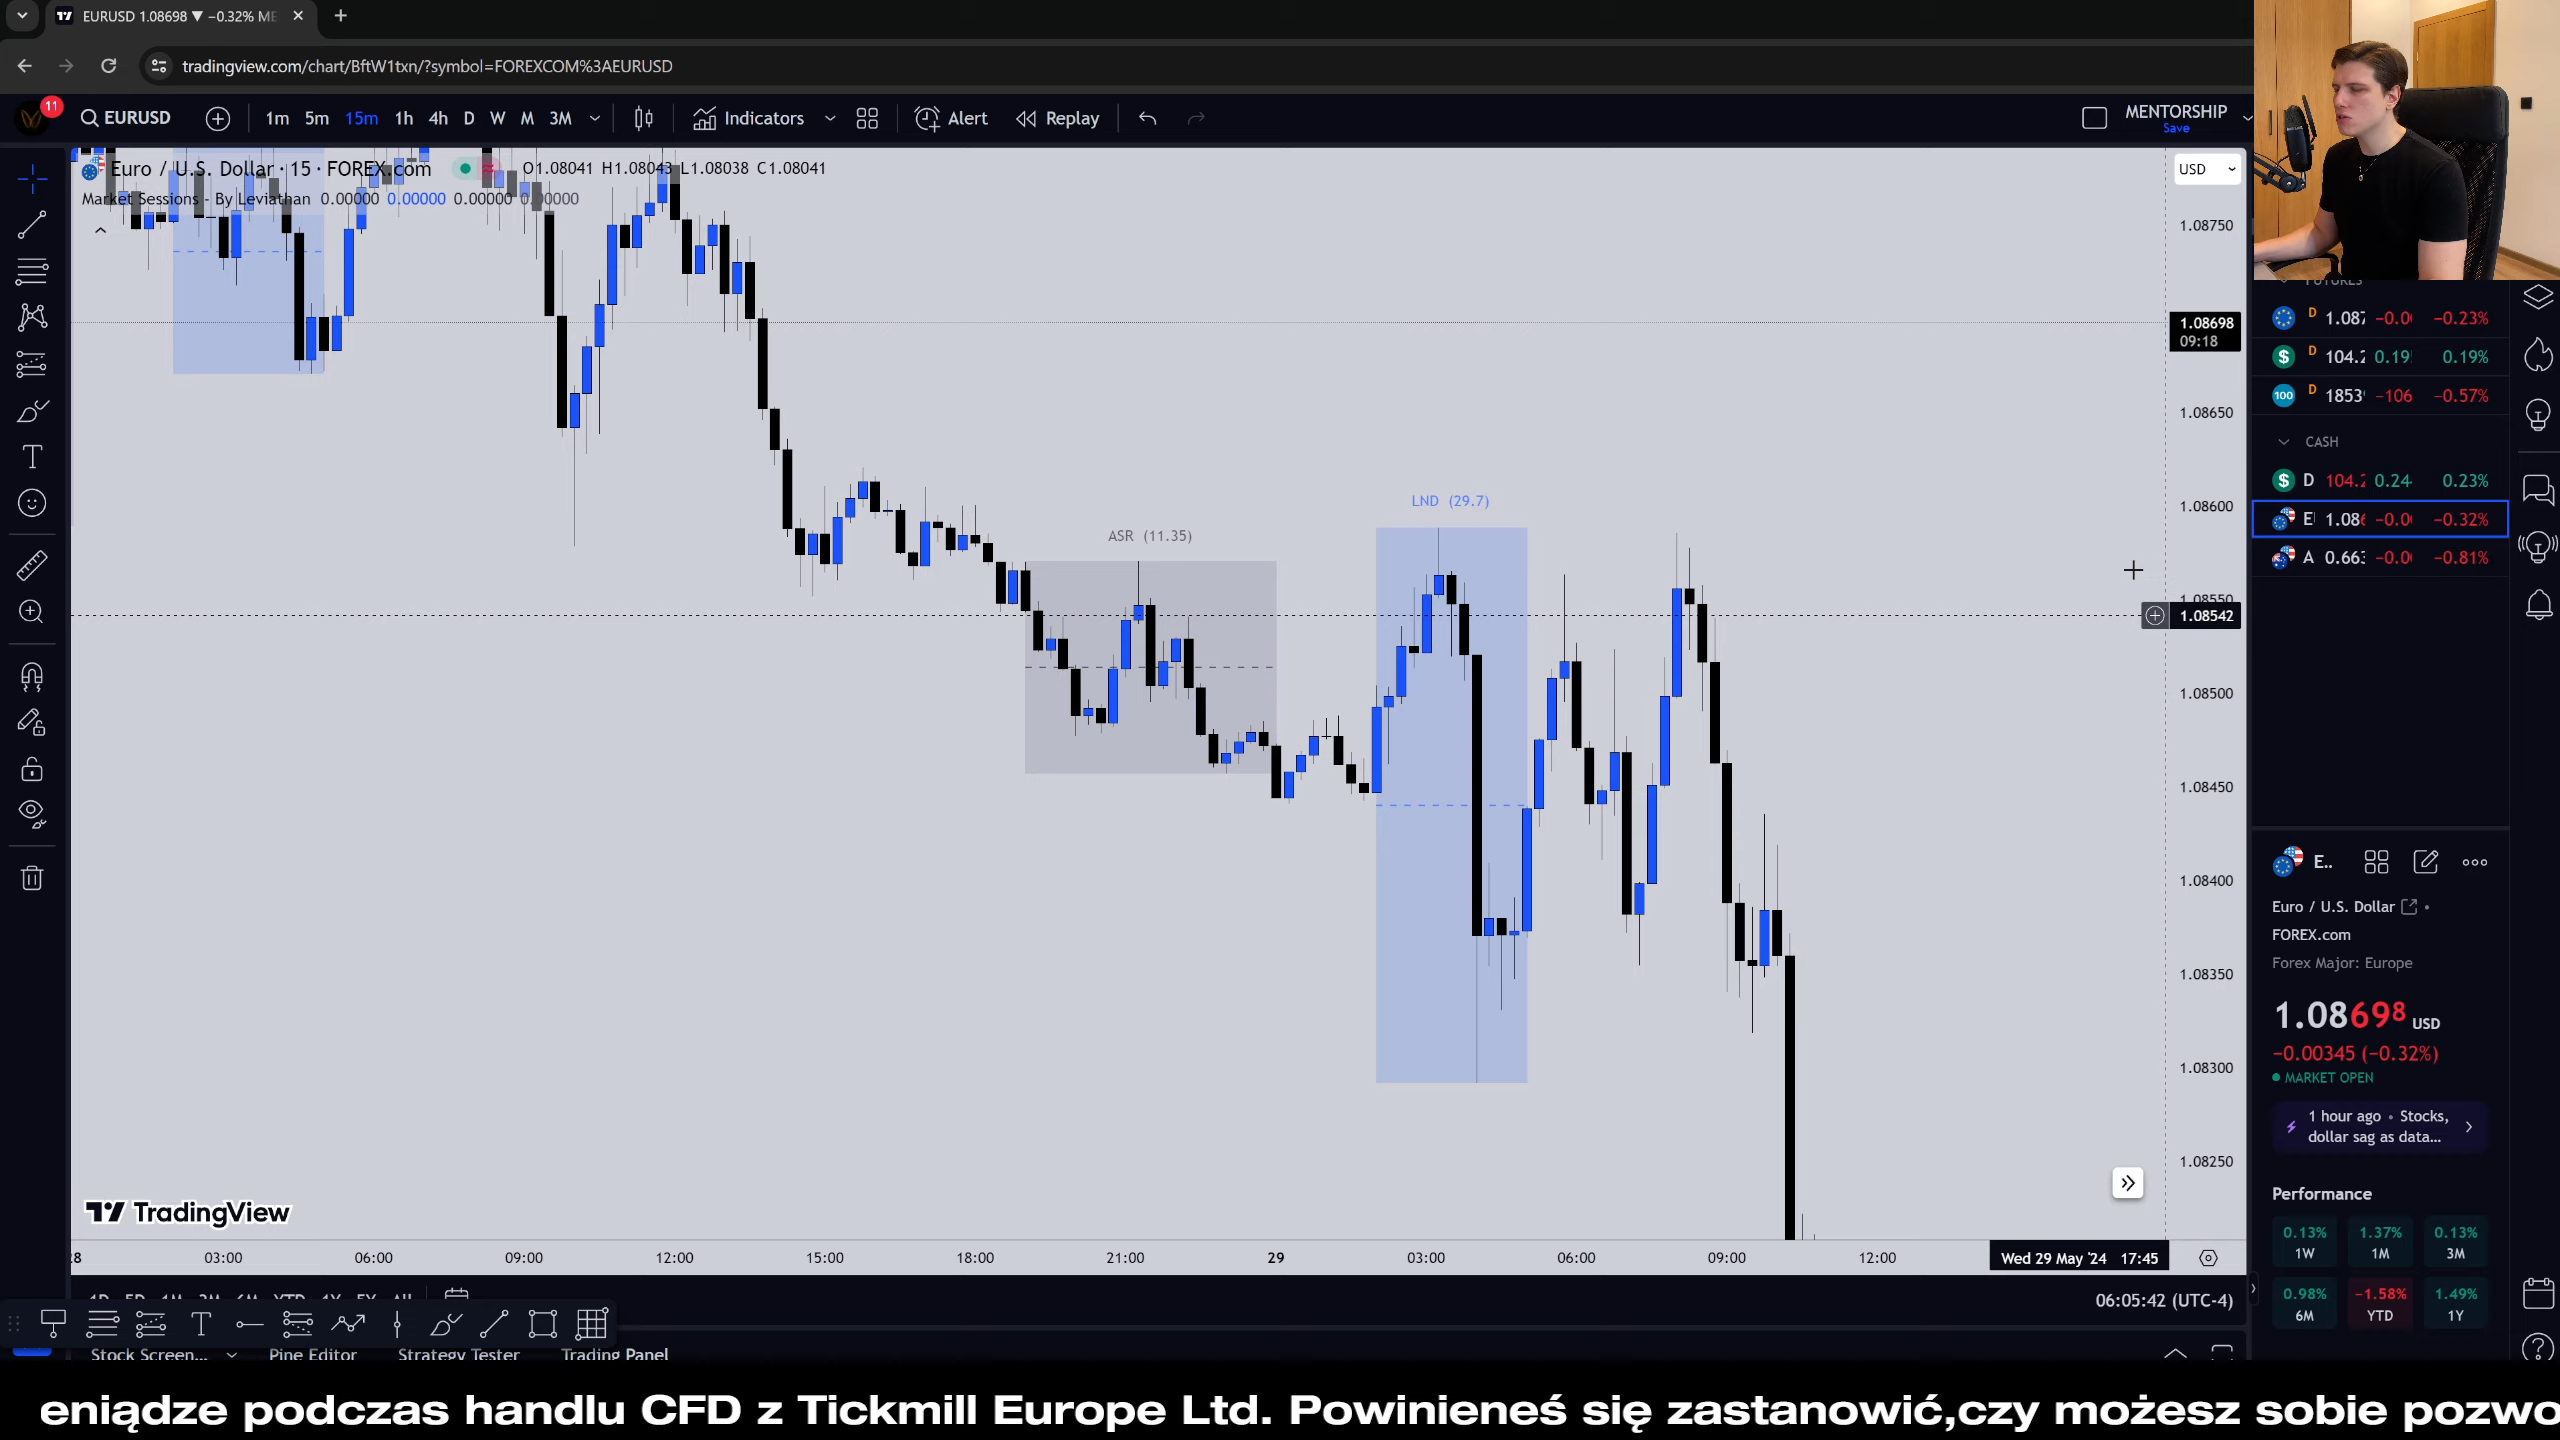 EURUSD 1.08698 ▼ −0.32% ME
tradingview.com/chart/BftW1txn/?symbol=FOREXCOM%3AEURUSD
11
EURUSD
1m 5m 15m 1h 4h D W M 3M
Indicators
Alert
Replay
MENTORSHIP
Save
Euro / U.S. Dollar · 15 · FOREX.com
O1.08041 H1.08043 L1.08038 C1.08041
Market Sessions - By Leviathan 0.00000 0.00000 0.00000 0.00000
USD
1.08750
1.08698
09:18
1.08650
1.08600
1.08550
1.08542
1.08500
1.08450
1.08400
1.08350
1.08300
1.08250
ASR (11.35)
LND (29.7)
TradingView
28 03:00 06:00 09:00 12:00 15:00 18:00 21:00 29 03:00 06:00 09:00 12:00
Wed 29 May '24 17:45
06:05:42 (UTC-4)
Stock Screen...
Pine Editor
Strategy Tester
Trading Panel
FUTURES
D 1.087 −0.0 −0.23%
D 104.2 0.19 0.19%
100 D 1853 −106 −0.57%
CASH
D 104.2 0.24 0.23%
E 1.086 −0.0 −0.32%
A 0.663 −0.0 −0.81%
E..
Euro / U.S. Dollar
FOREX.com
Forex Major: Europe
1.08698 USD
−0.00345 (−0.32%)
MARKET OPEN
1 hour ago • Stocks,
dollar sag as data...
Performance
0.13% 1.37% 0.13%
1W 1M 3M
0.98% −1.58% 1.49%
6M YTD 1Y
eniądze podczas handlu CFD z Tickmill Europe Ltd. Powinieneś się zastanowić,czy możesz sobie pozwo